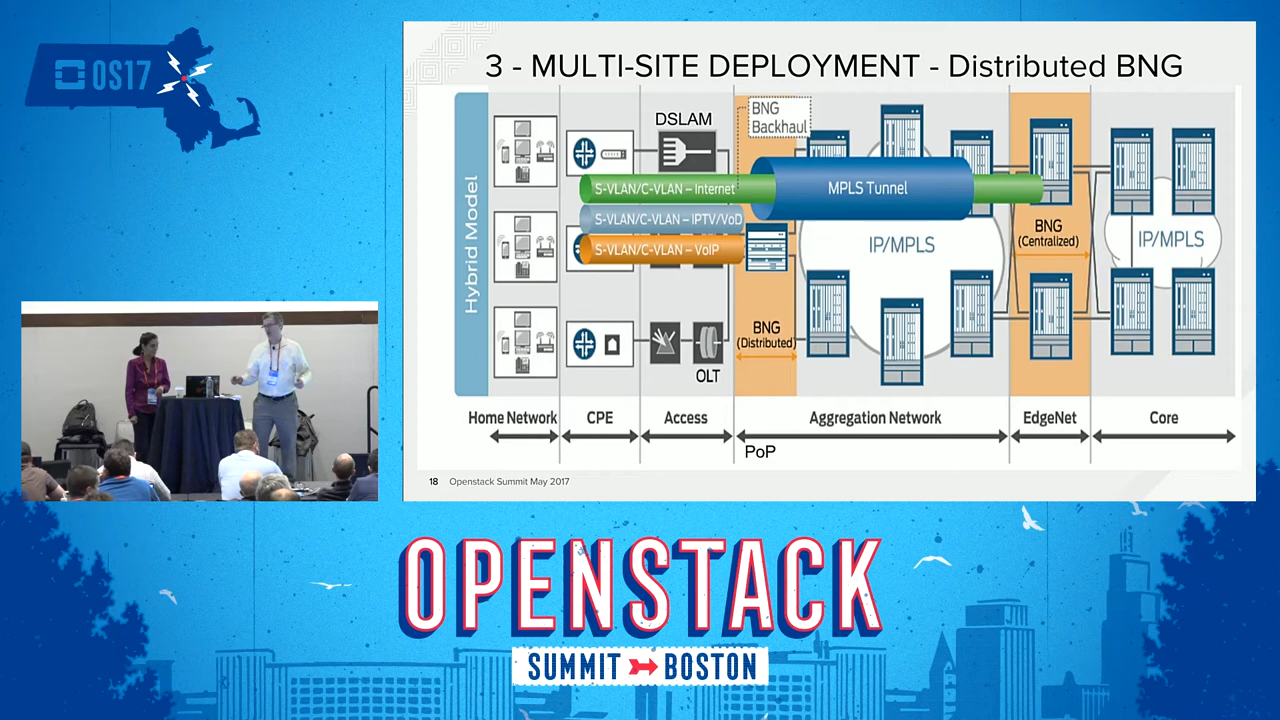 OS17
3 - MULTI-SITE DEPLOYMENT - Distributed BNG
Hybrid Model
DSLAM
BNG
Backhaul
S-VLAN/C-VLAN – Internet
MPLS Tunnel
S-VLAN/C-VLAN – IPTV/VoD
S-VLAN/C-VLAN – VoIP
IP/MPLS
BNG
(Centralized)
IP/MPLS
BNG
(Distributed)
OLT
Home Network
CPE
Access
Aggregation Network
EdgeNet
Core
PoP
18 Openstack Summit May 2017
OPENSTACK
SUMMIT BOSTON